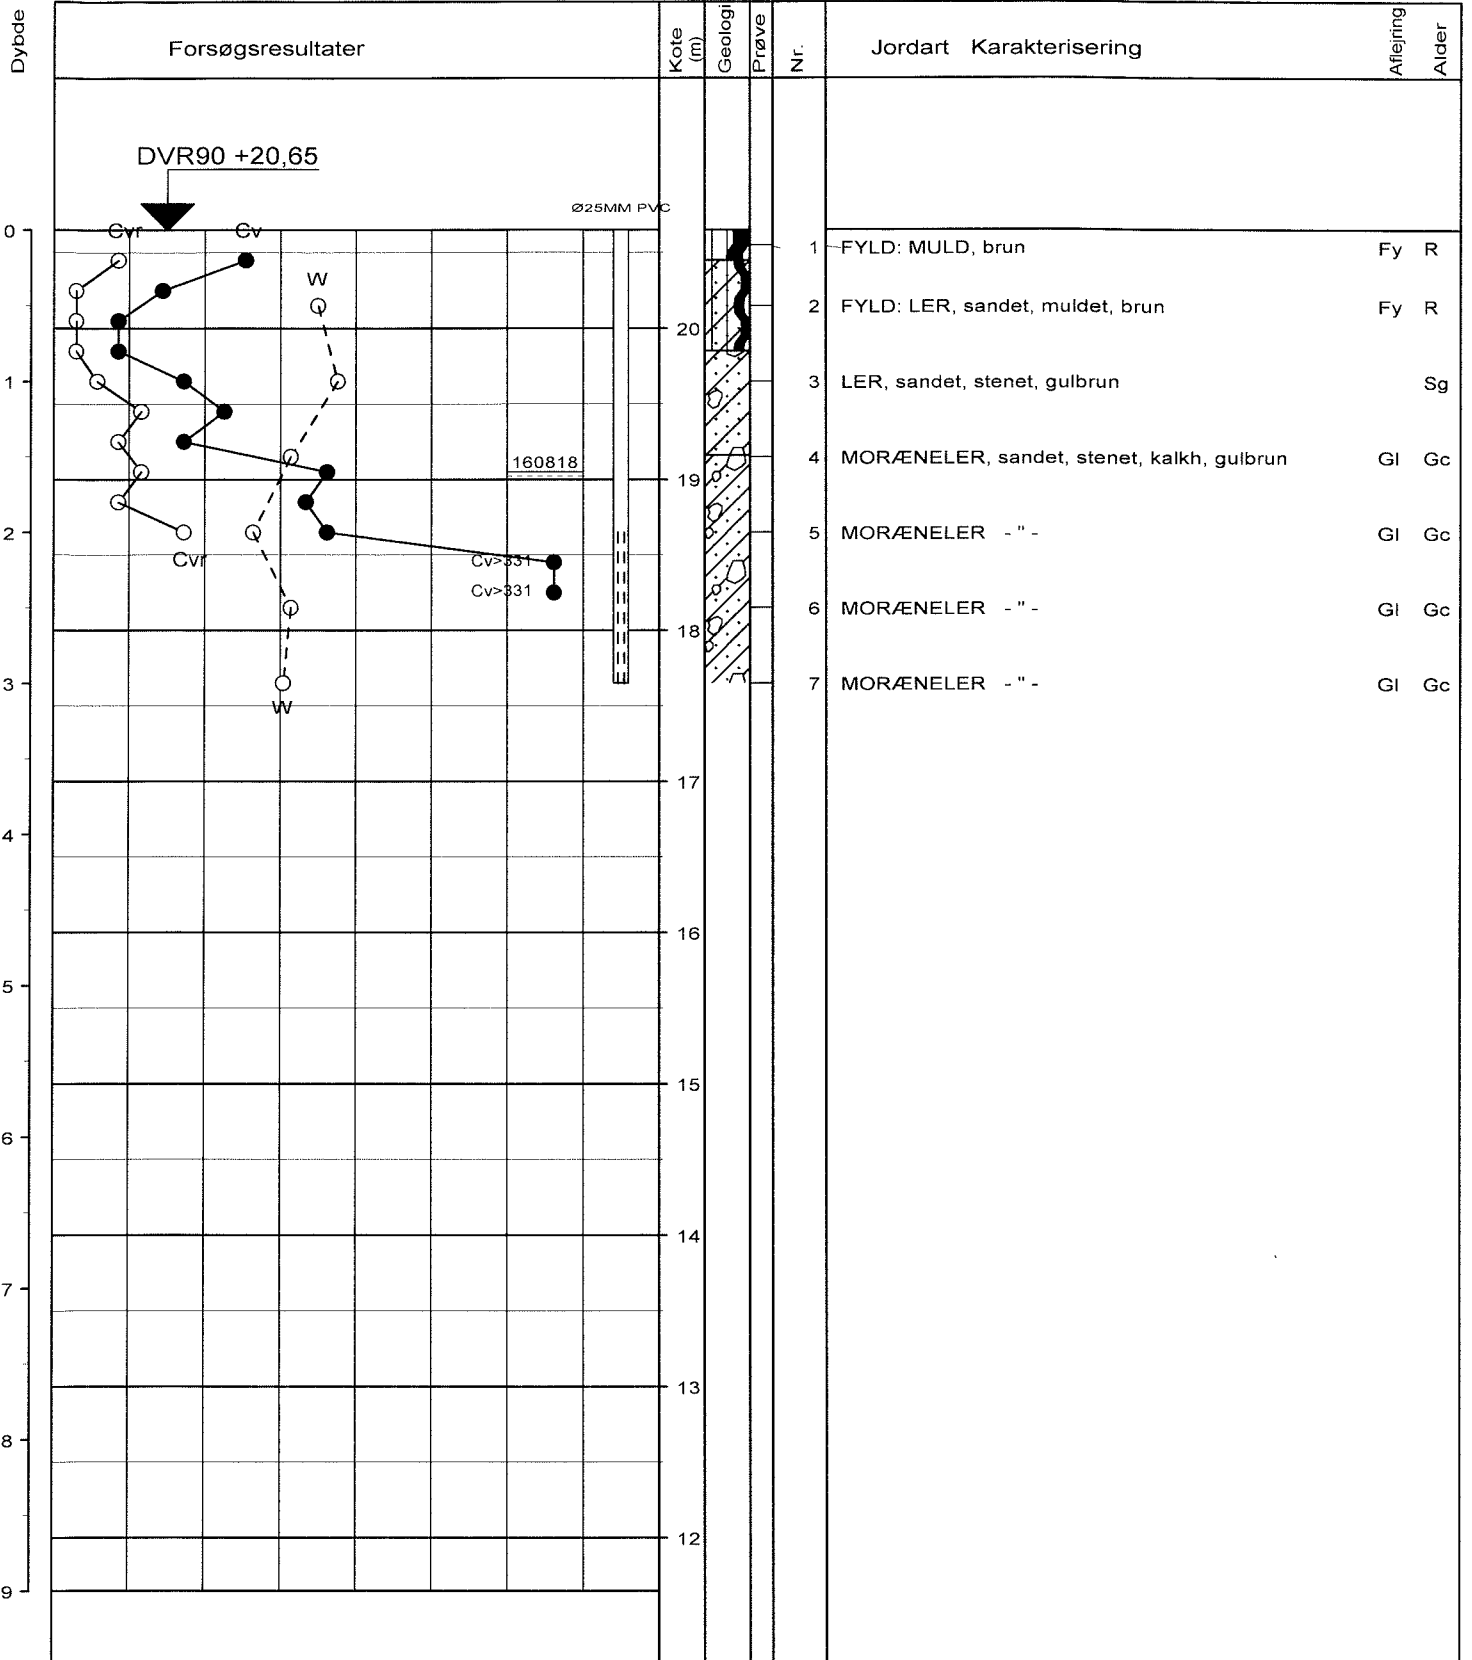 Dybde
Forsøgsresultater
Kote (m)
Geologi
Prøve
Nr.
Jordart Karakterisering
Aflejring
Alder
DVR90 +20,65
Ø25MM PVC
0
Cvr Cv
1 FYLD: MULD, brun Fy R
W
2 FYLD: LER, sandet, muldet, brun Fy R
20
1
3 LER, sandet, stenet, gulbrun Sg
160818
4 MORÆNELER, sandet, stenet, kalkh, gulbrun Gl Gc
19
2
5 MORÆNELER - " - Gl Gc
Cvr
Cv>331
Cv>331
6 MORÆNELER - " - Gl Gc
18
3
7 MORÆNELER - " - Gl Gc
W
17
4
16
5
15
6
14
7
13
8
12
9